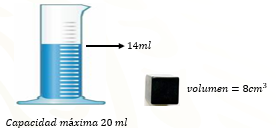 14ml
volumen = 8cm³
Capacidad máxima 20 ml